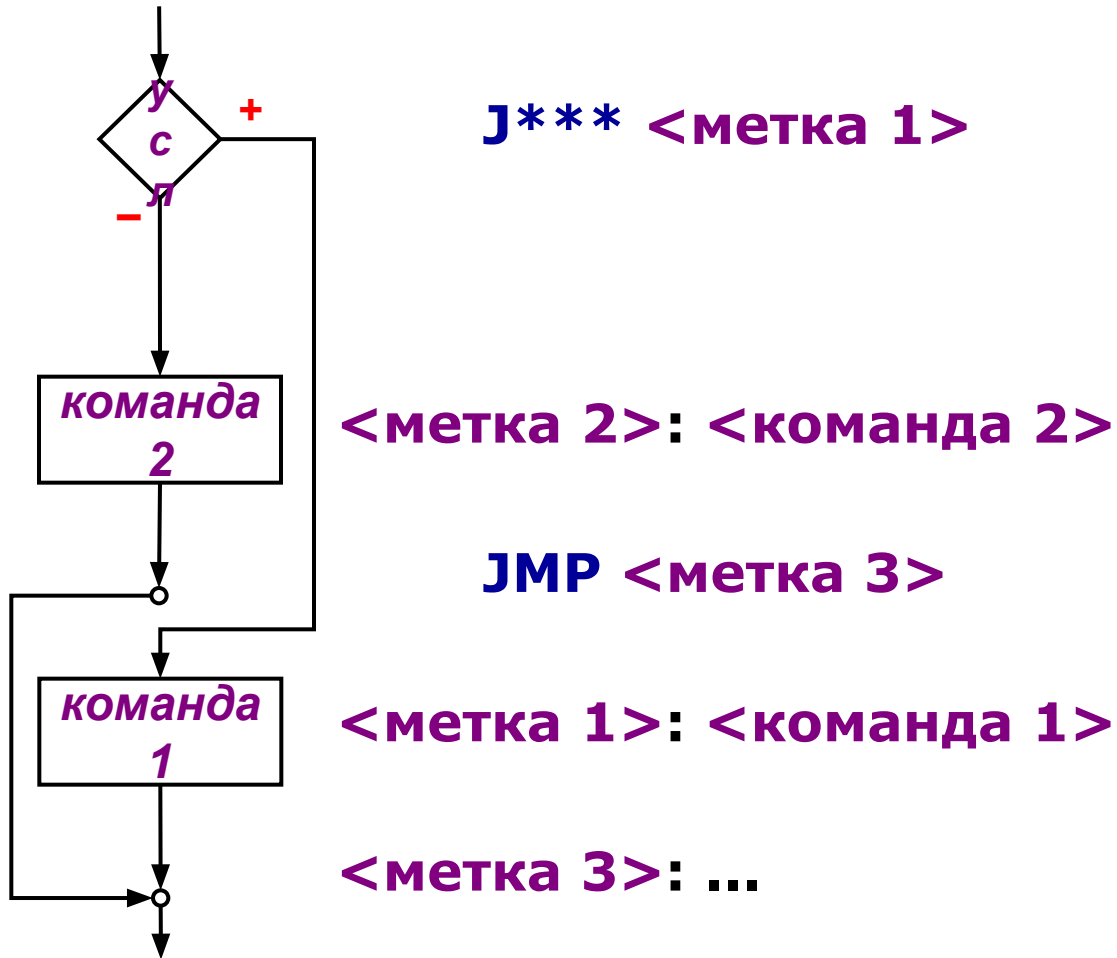 у
с
л
+
–
J*** <метка 1>
команда
2
<метка 2>: <команда 2>
JMP <метка 3>
команда
1
<метка 1>: <команда 1>
<метка 3>: …